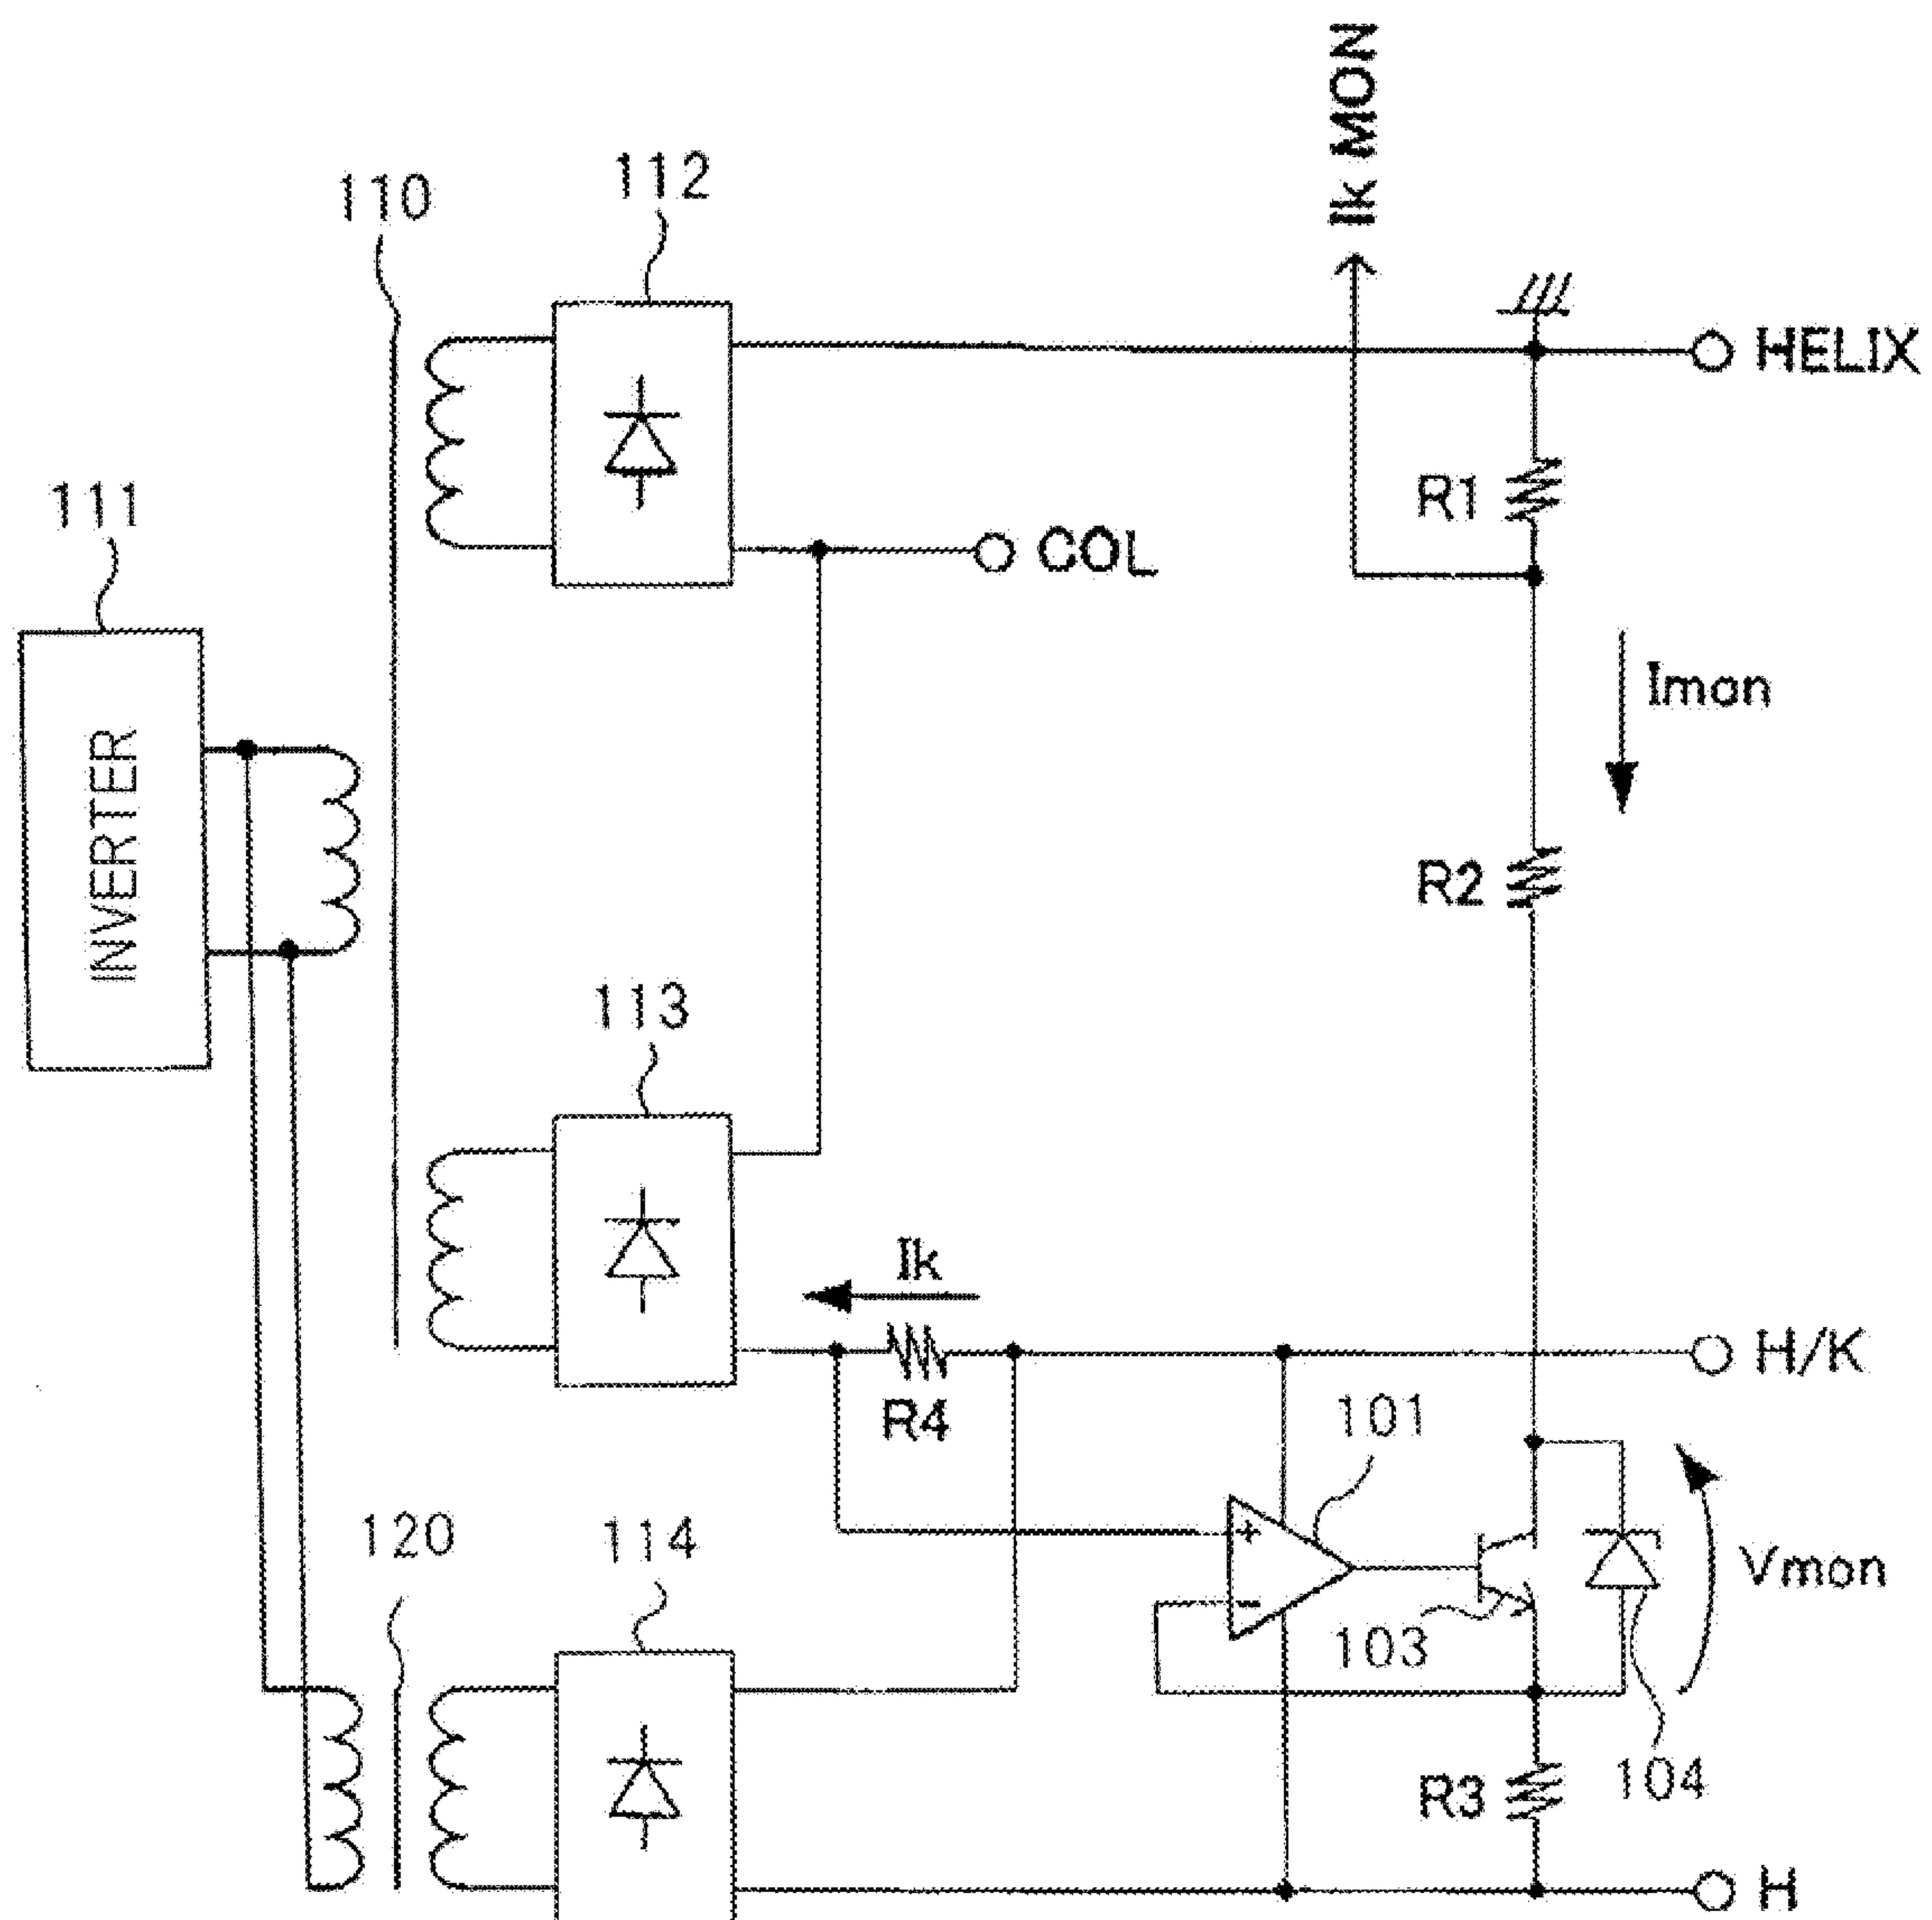 Ik MON
112
110
HELIX
R1
111
COL
Iman
INVERTER
R2
113
Ik
H/K
R4
101
120
114
+
Vmon
−
103
104
R3
H